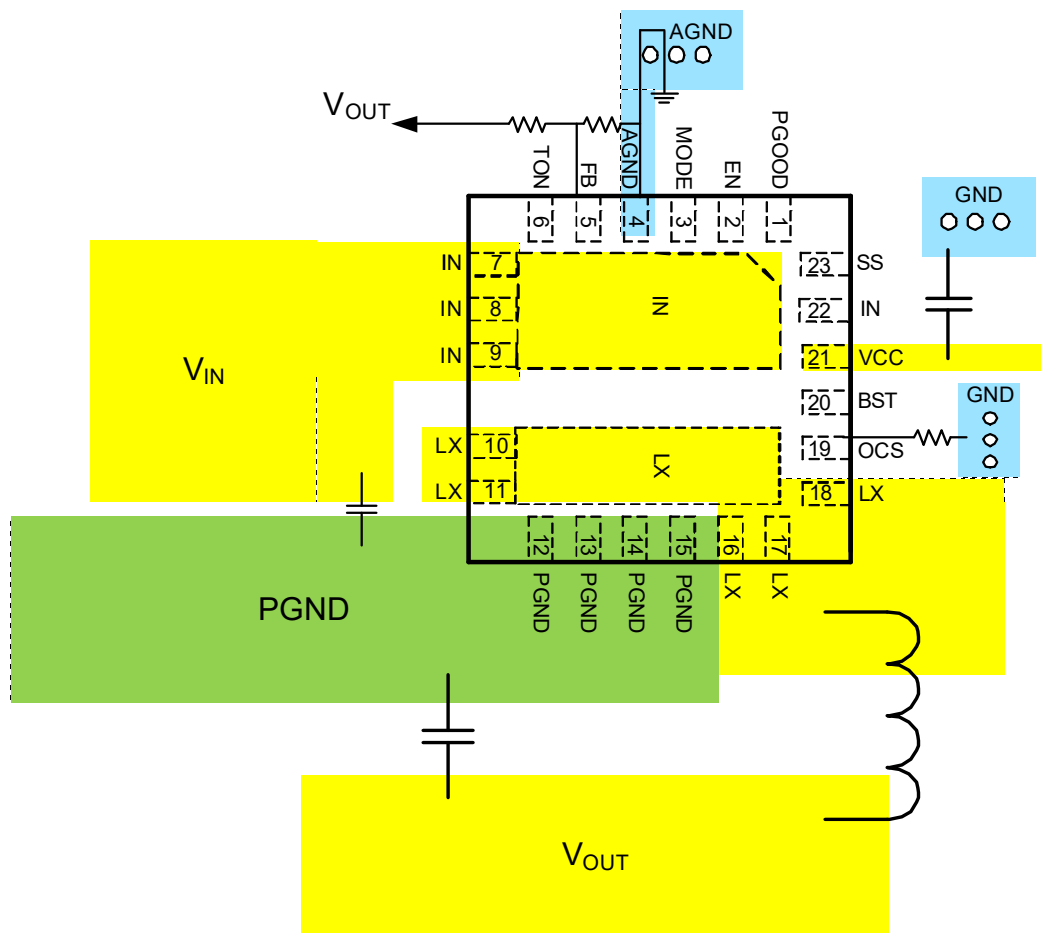 AGND
VOUT
TON
FB
AGND
MODE
EN
PGOOD
6
5
4
3
2
1
GND
IN
7
IN
8
IN
9
IN
23
SS
22
IN
21
VCC
20
BST
19
OCS
18
LX
GND
VIN
LX
10
LX
11
LX
12
13
14
15
16
17
PGND
PGND
PGND
PGND
LX
LX
PGND
VOUT